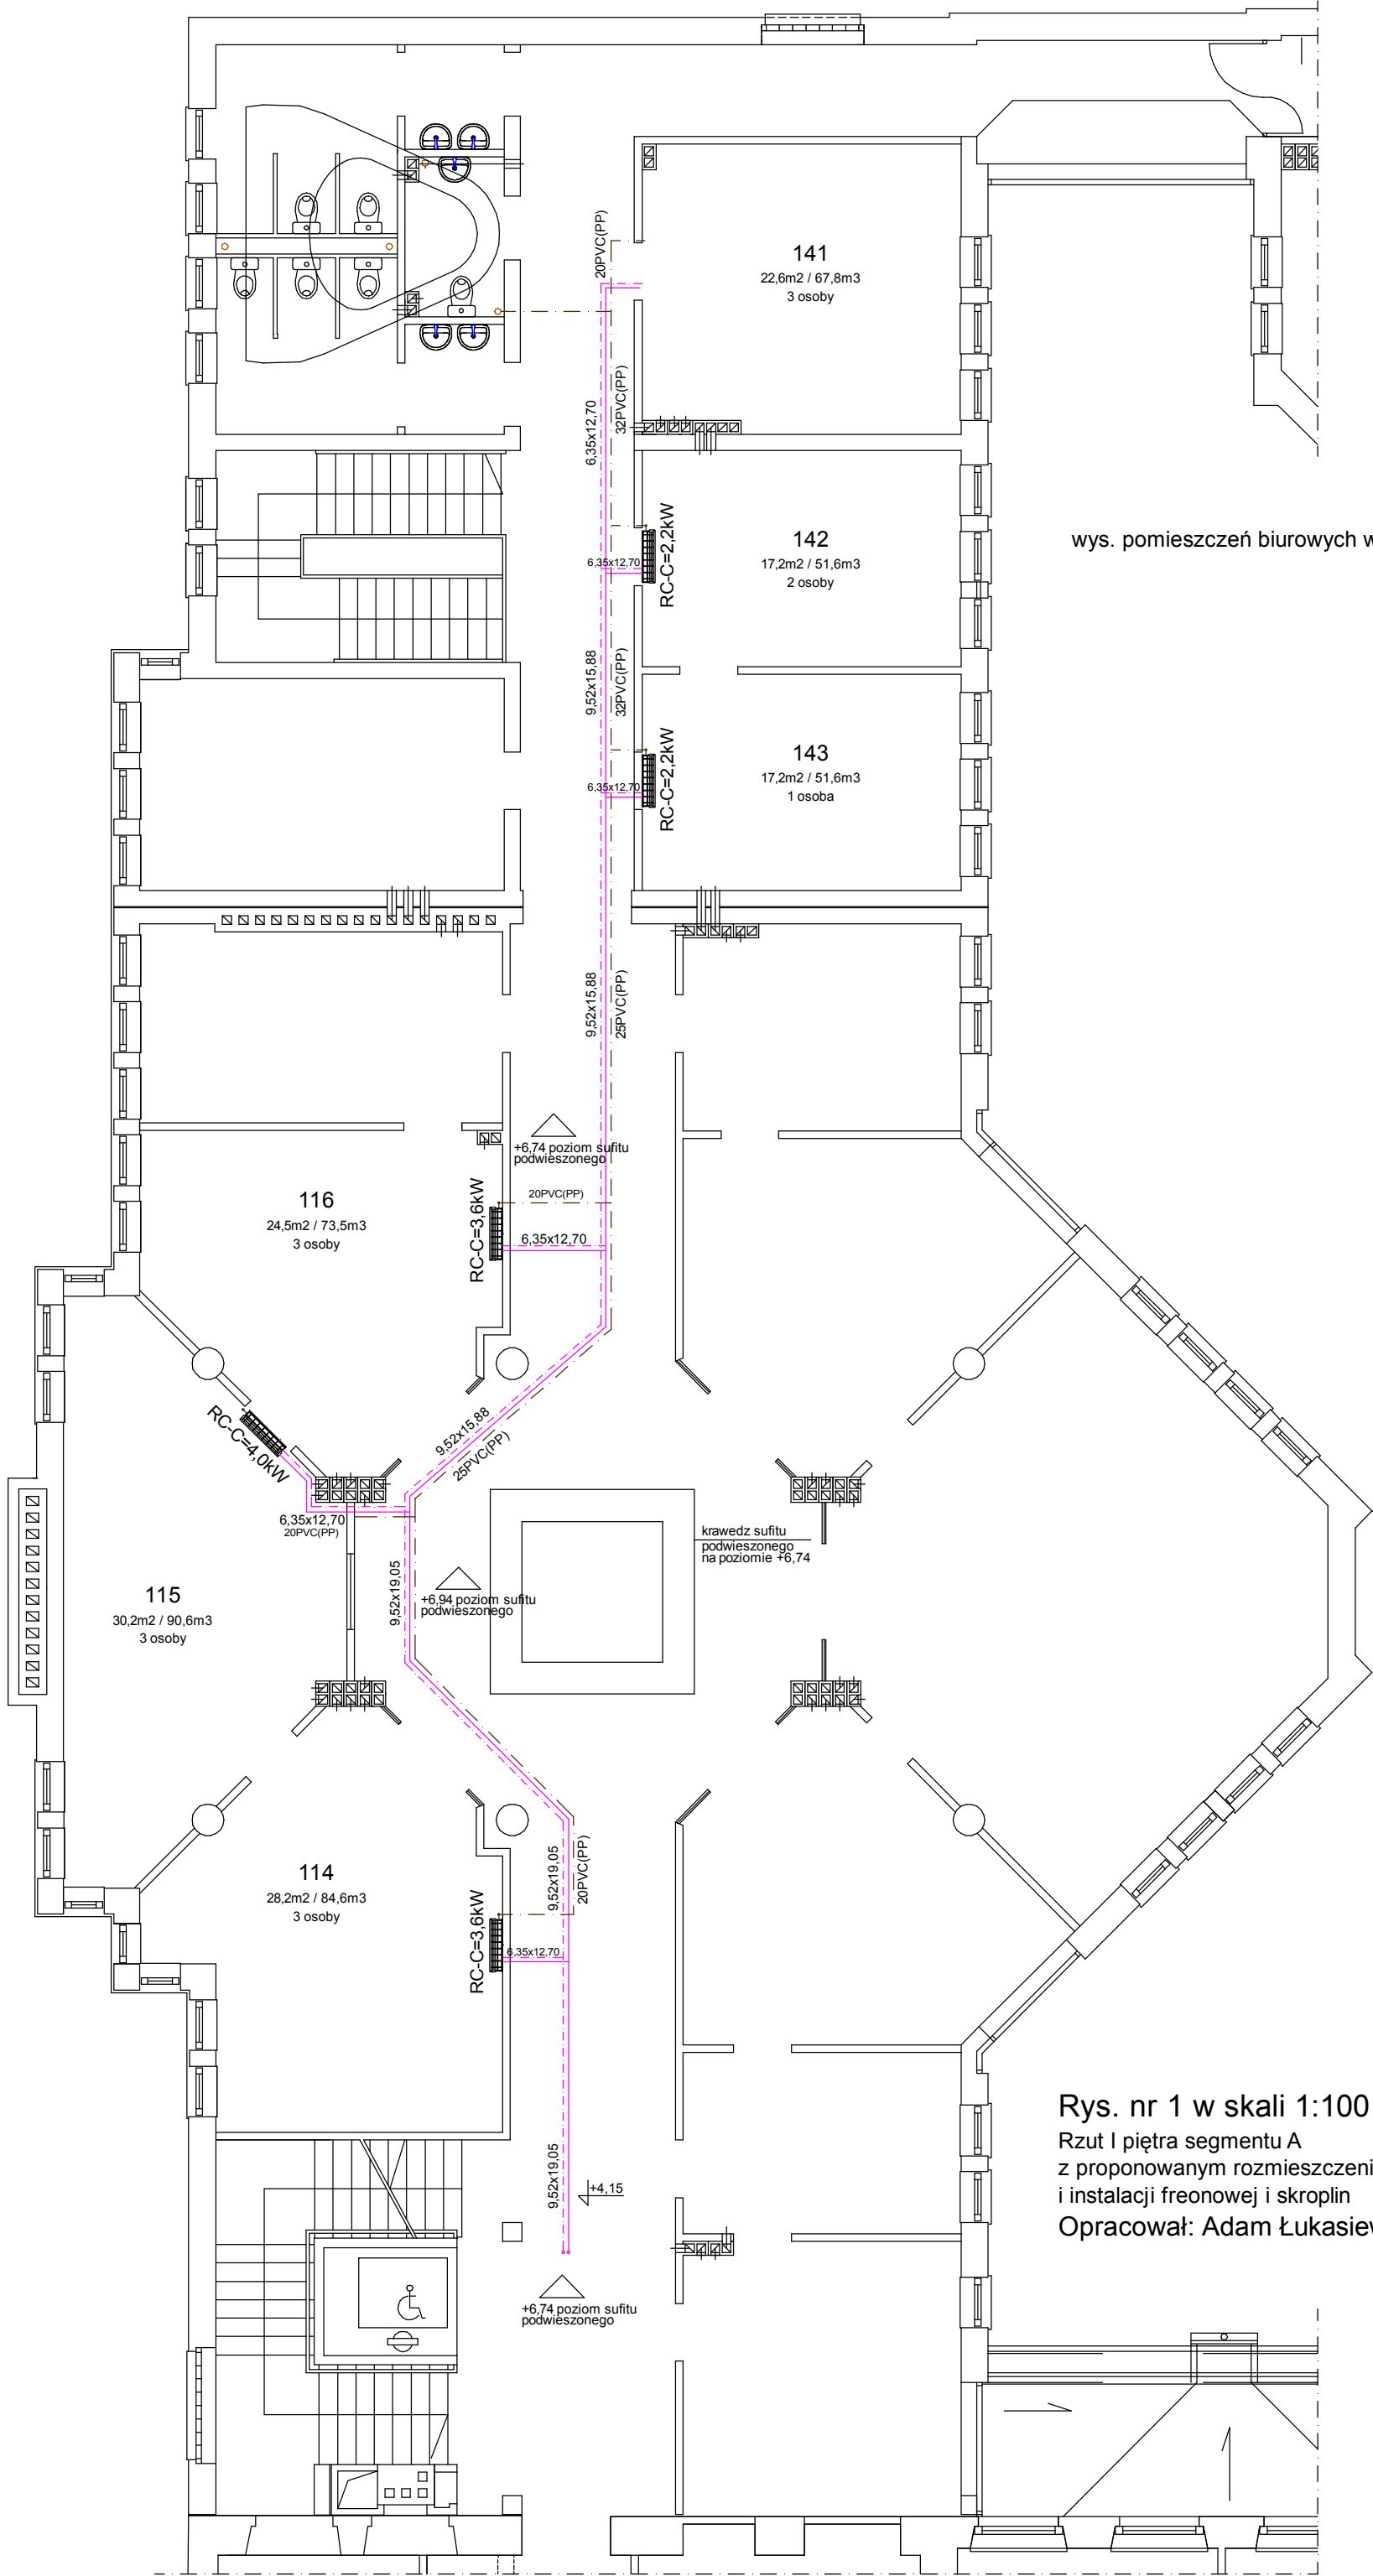 20PVC(PP)
141
22,6m2 / 67,8m3
3 osoby
6,35x12,70
32PVC(PP)
142
17,2m2 / 51,6m3
2 osoby
6,35x12,70
RC-C=2,2kW
wys. pomieszczeń biurowych w
9,52x15,88
32PVC(PP)
143
17,2m2 / 51,6m3
1 osoba
6,35x12,70
RC-C=2,2kW
9,52x15,88
25PVC(PP)
+6,74 poziom sufitu
podwieszonego
116
24,5m2 / 73,5m3
3 osoby
RC-C=3,6kW
20PVC(PP)
6,35x12,70
RC-C=4,0kW
9,52x15,88
25PVC(PP)
6,35x12,70
20PVC(PP)
krawedz sufitu
podwieszonego
na poziomie +6,74
115
30,2m2 / 90,6m3
3 osoby
9,52x19,05
+6,94 poziom sufitu
podwieszonego
114
28,2m2 / 84,6m3
3 osoby
9,52x19,05
20PVC(PP)
RC-C=3,6kW
6,35x12,70
9,52x19,05
+4,15
+6,74 poziom sufitu
podwieszonego
Rys. nr 1 w skali 1:100
Rzut I piętra segmentu A
z proponowanym rozmieszczeni
i instalacji freonowej i skroplin
Opracował: Adam Łukasiew